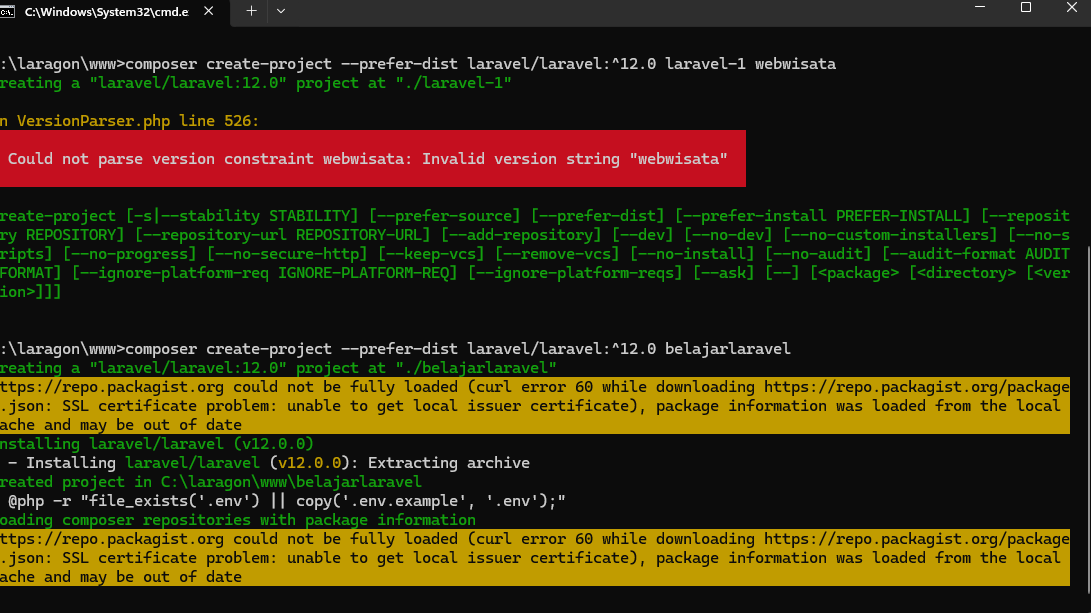 C:\Windows\System32\cmd.e
:\laragon\www>composer create-project --prefer-dist laravel/laravel:^12.0 laravel-1 webwisata
reating a "laravel/laravel:12.0" project at "./laravel-1"
n VersionParser.php line 526:
Could not parse version constraint webwisata: Invalid version string "webwisata"
reate-project [-s|--stability STABILITY] [--prefer-source] [--prefer-dist] [--prefer-install PREFER-INSTALL] [--reposit
ry REPOSITORY] [--repository-url REPOSITORY-URL] [--add-repository] [--dev] [--no-dev] [--no-custom-installers] [--no-s
ripts] [--no-progress] [--no-secure-http] [--keep-vcs] [--remove-vcs] [--no-install] [--no-audit] [--audit-format AUDIT
FORMAT] [--ignore-platform-req IGNORE-PLATFORM-REQ] [--ignore-platform-reqs] [--ask] [--] [<package> [<directory> [<ver
ion>]]]
:\laragon\www>composer create-project --prefer-dist laravel/laravel:^12.0 belajarlaravel
reating a "laravel/laravel:12.0" project at "./belajarlaravel"
ttps://repo.packagist.org could not be fully loaded (curl error 60 while downloading https://repo.packagist.org/package
.json: SSL certificate problem: unable to get local issuer certificate), package information was loaded from the local
ache and may be out of date
nstalling laravel/laravel (v12.0.0)
- Installing laravel/laravel (v12.0.0): Extracting archive
reated project in C:\laragon\www\belajarlaravel
@php -r "file_exists('.env') || copy('.env.example', '.env');"
oading composer repositories with package information
ttps://repo.packagist.org could not be fully loaded (curl error 60 while downloading https://repo.packagist.org/package
.json: SSL certificate problem: unable to get local issuer certificate), package information was loaded from the local
ache and may be out of date